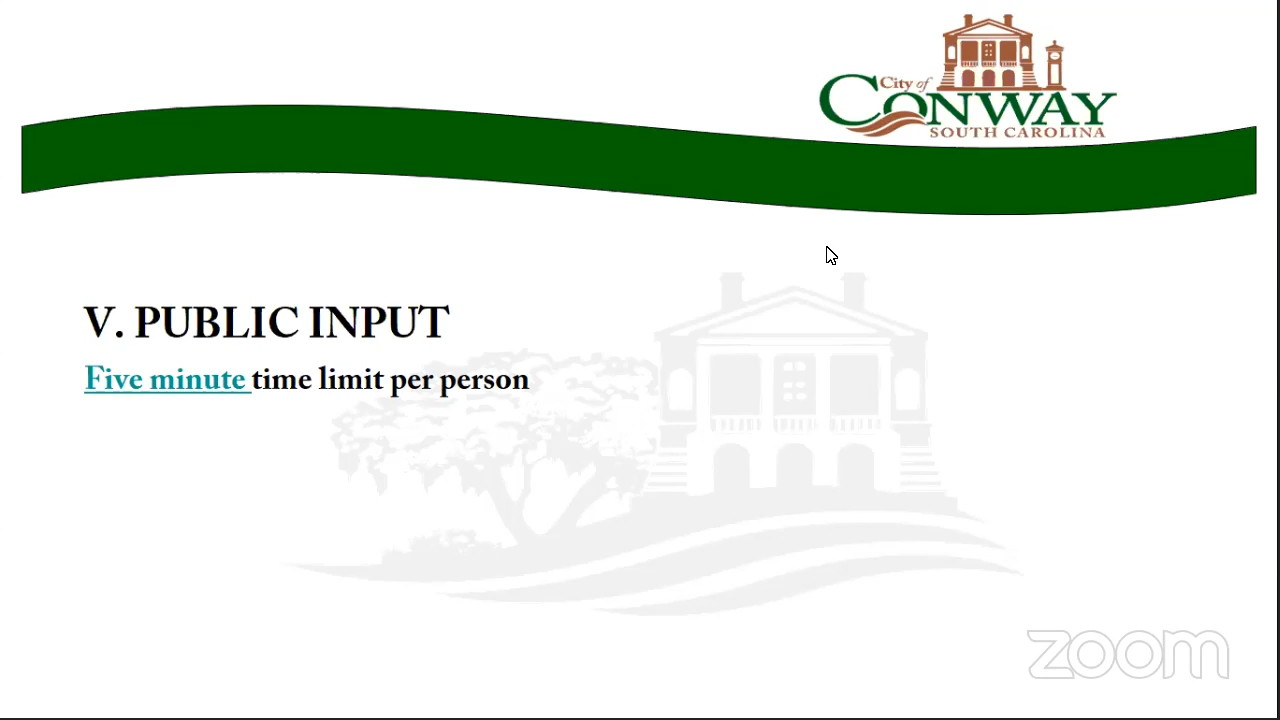 City of
CONWAY
SOUTH CAROLINA
V. PUBLIC INPUT
Five minute time limit per person
zoom